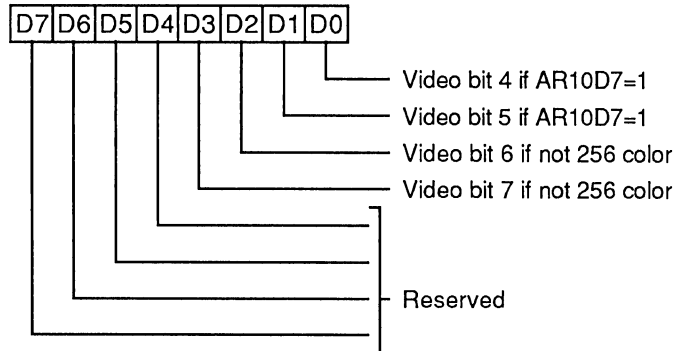 D7 D6 D5 D4 D3 D2 D1 D0
Video bit 4 if AR10D7=1
Video bit 5 if AR10D7=1
Video bit 6 if not 256 color
Video bit 7 if not 256 color
Reserved